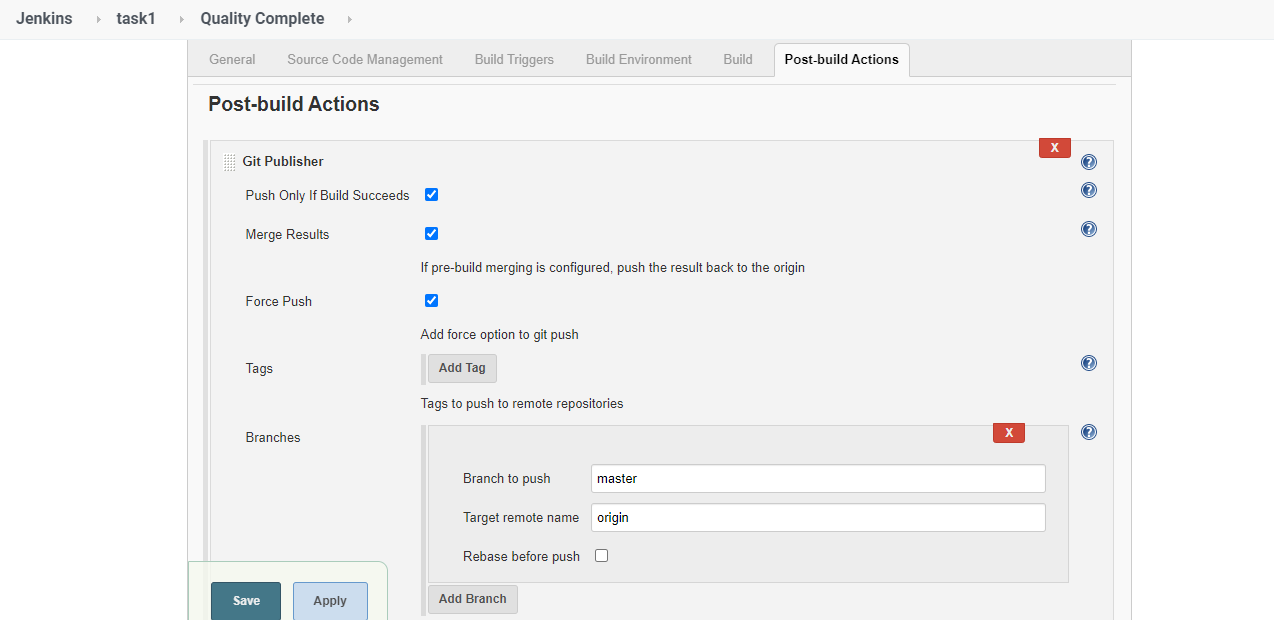 Jenkins task1 Quality Complete
General Source Code Management Build Triggers Build Environment Build Post-build Actions
Post-build Actions
X
Git Publisher ?
Push Only If Build Succeeds ?
Merge Results ?
If pre-build merging is configured, push the result back to the origin
Force Push
Add force option to git push
Tags Add Tag ?
Tags to push to remote repositories
Branches X ?
Branch to push master
Target remote name origin
Rebase before push
Add Branch
Save Apply